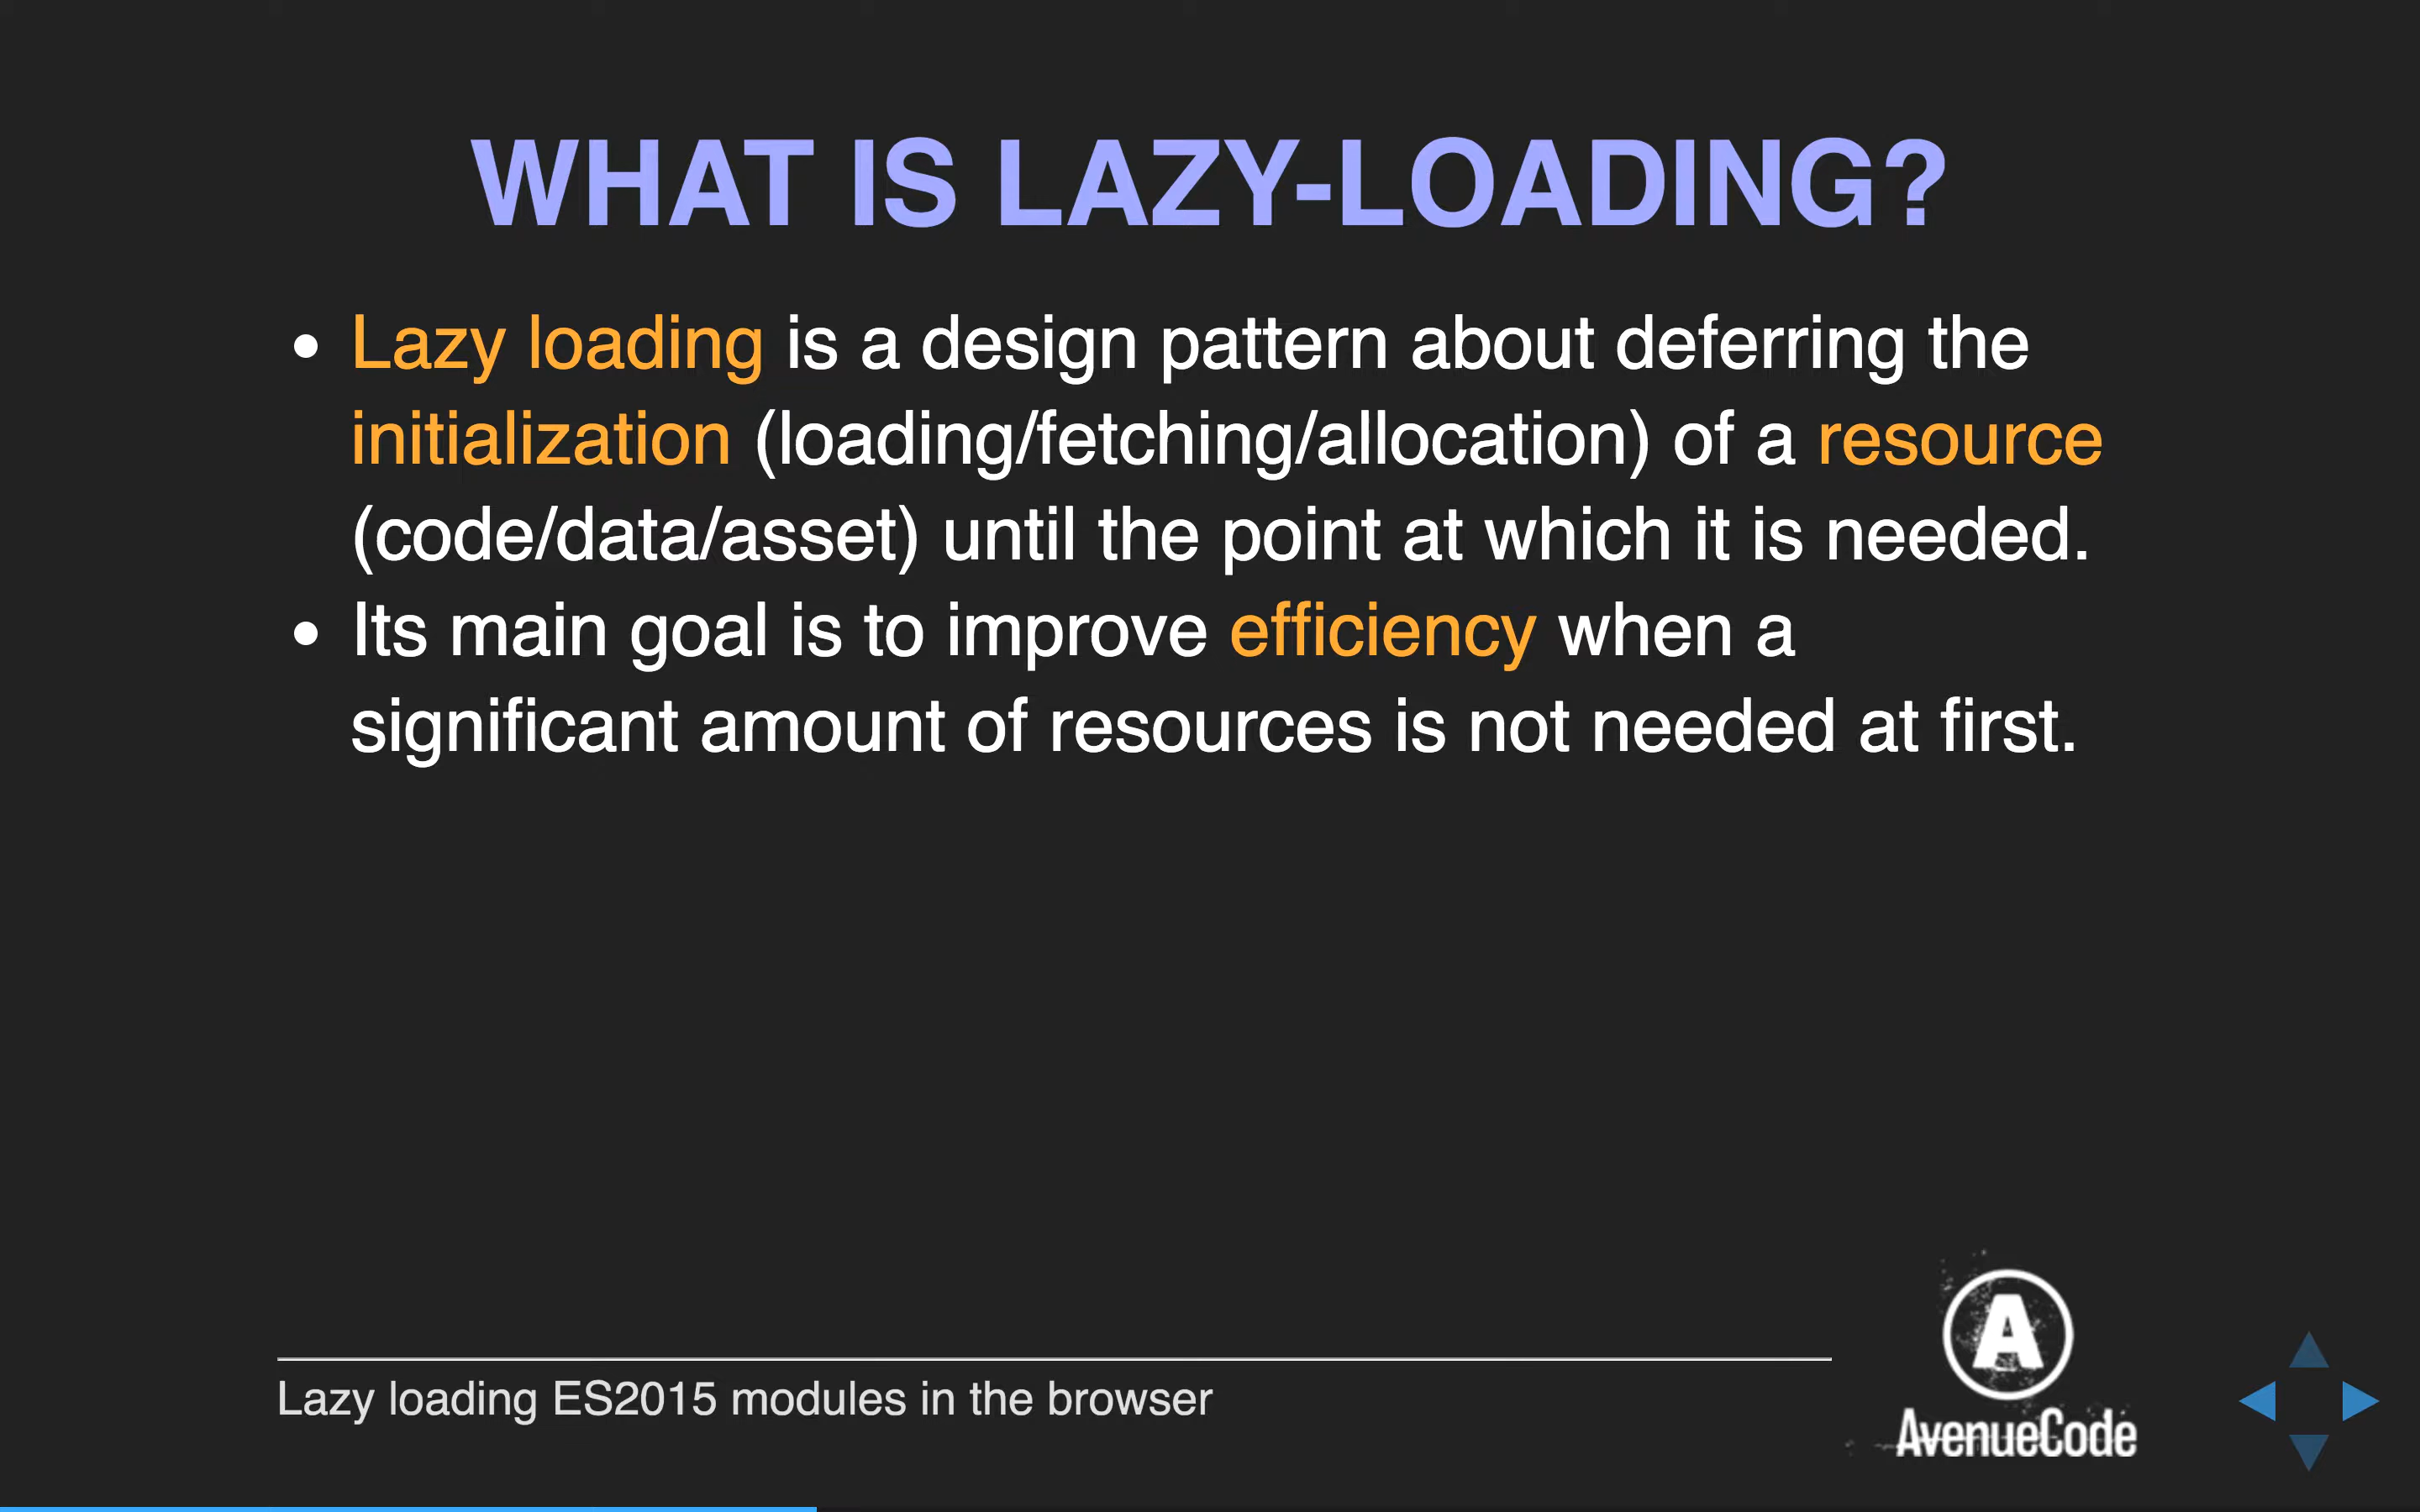 WHAT IS LAZY-LOADING?
• Lazy loading is a design pattern about deferring the
initialization (loading/fetching/allocation) of a resource
(code/data/asset) until the point at which it is needed.
• Its main goal is to improve efficiency when a
significant amount of resources is not needed at first.
Lazy loading ES2015 modules in the browser
A
AvenueCode